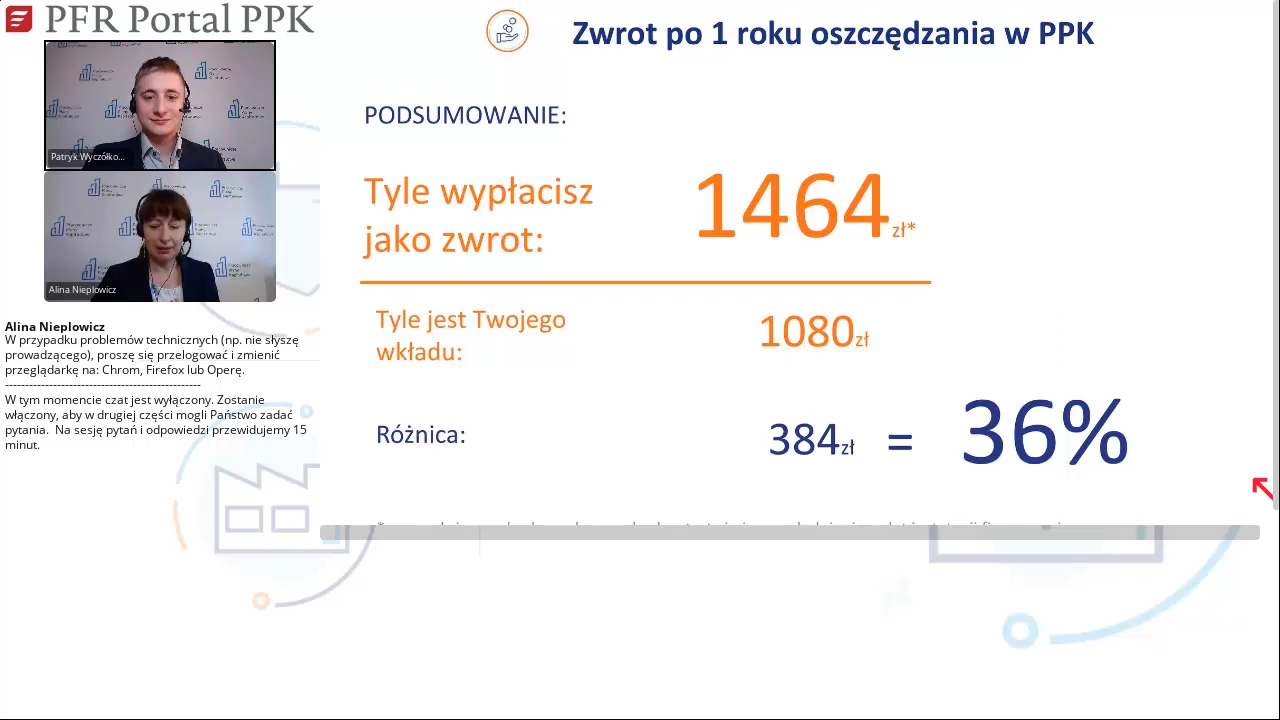 PFR Portal PPK
Patryk Wyczółko...
Alina Nieplowicz
Alina Nieplowicz
W przypadku problemów technicznych (np. nie słyszę
prowadzącego), proszę się przelogować i zmienić
przeglądarkę na: Chrom, Firefox lub Operę.
-------------------------------------------------
W tym momencie czat jest wyłączony. Zostanie
włączony, aby w drugiej części mogli Państwo zadać
pytania. Na sesję pytań i odpowiedzi przewidujemy 15
minut.
Zwrot po 1 roku oszczędzania w PPK
PODSUMOWANIE:
Tyle wypłacisz
jako zwrot:
1464 zł*
Tyle jest Twojego
wkładu:
1080 zł
Różnica:
384 zł = 36%